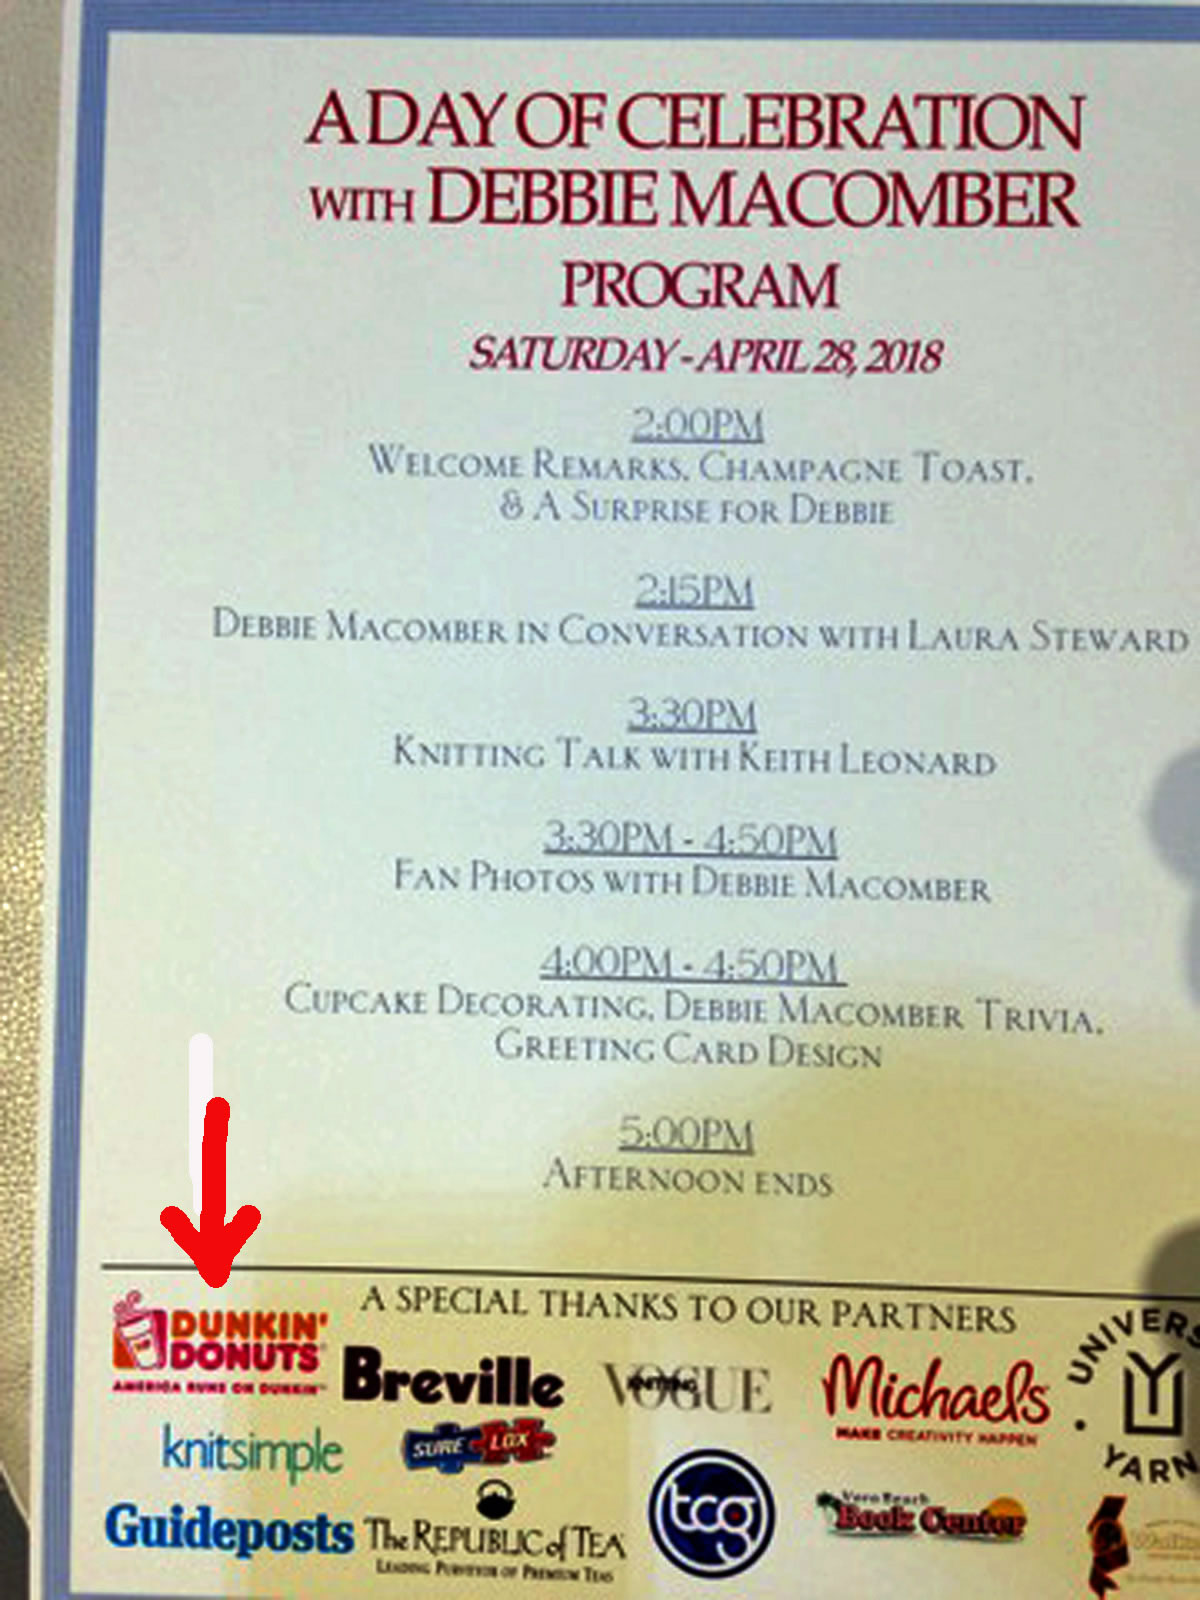 A DAY OF CELEBRATION
WITH DEBBIE MACOMBER
PROGRAM
SATURDAY - APRIL 28, 2018
2:00PM
WELCOME REMARKS, CHAMPAGNE TOAST,
& A SURPRISE FOR DEBBIE
2:15PM
DEBBIE MACOMBER IN CONVERSATION WITH LAURA STEWARD
3:30PM
KNITTING TALK WITH KEITH LEONARD
3:30PM - 4:50PM
FAN PHOTOS WITH DEBBIE MACOMBER
4:00PM - 4:50PM
CUPCAKE DECORATING, DEBBIE MACOMBER TRIVIA,
GREETING CARD DESIGN
5:00PM
AFTERNOON ENDS
A SPECIAL THANKS TO OUR PARTNERS
DUNKIN'
DONUTS
AMERICA RUNS ON DUNKIN'
Breville
VOGUE
KNITTING
Michaels
MAKE CREATIVITY HAPPEN
UNIVERS
YARN
knitsimple
SURE LOX
Guideposts
The REPUBLIC of TEA
LEADING PURVEYOR OF PREMIUM TEAS
tcg
Vero Beach
Book Center